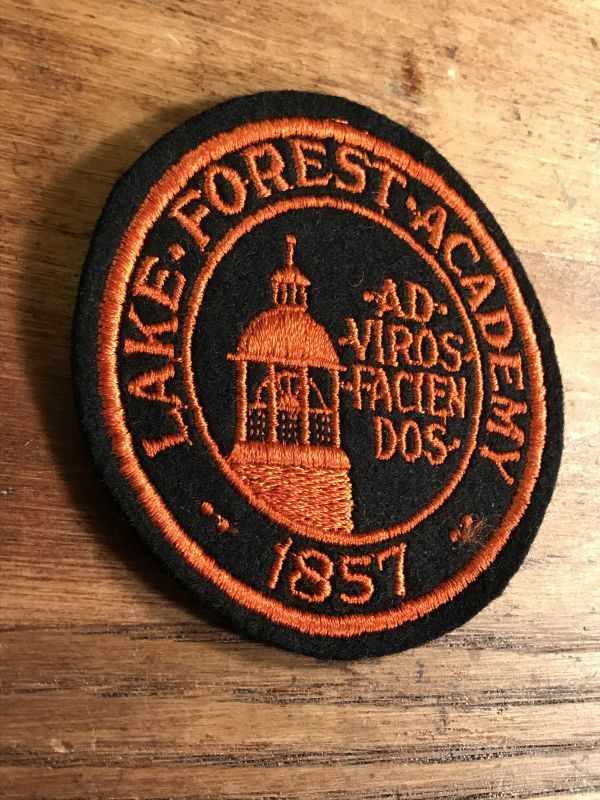 LAKE · FOREST · ACADEMY
·AD·
·VIROS·
·FACIEN
DOS·
1857